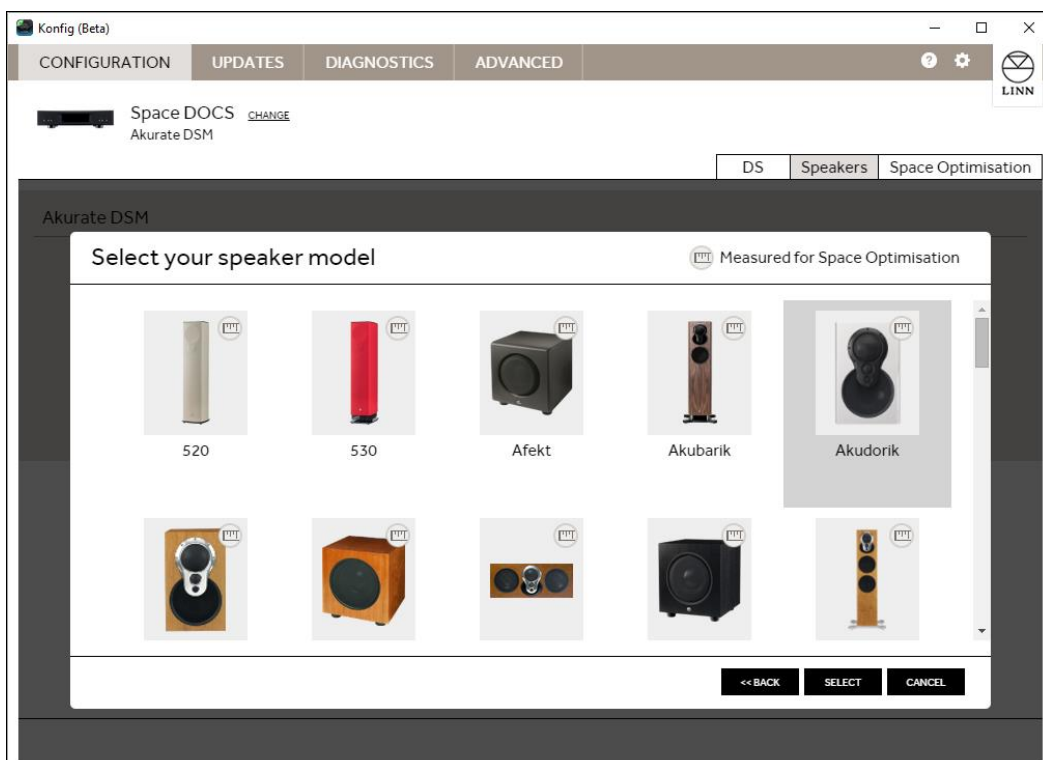 Konfig (Beta)
CONFIGURATION UPDATES DIAGNOSTICS ADVANCED ?
LINN
Space DOCS CHANGE
Akurate DSM
DS Speakers Space Optimisation
Akurate DSM
Select your speaker model Measured for Space Optimisation
520 530 Afekt Akubarik Akudorik
<< BACK SELECT CANCEL